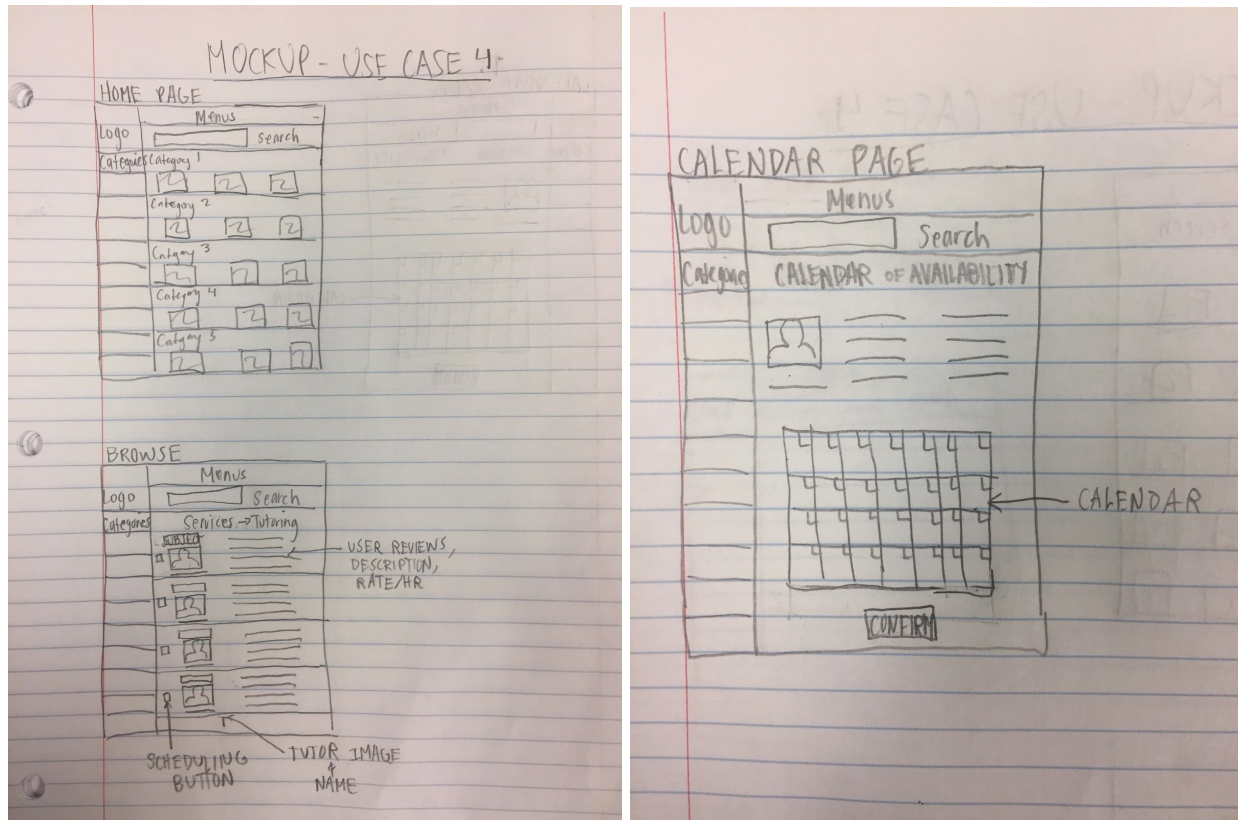 MOCKUP - USE CASE 4
HOME PAGE
Menus
Logo
Search
Categories
Category 1
Category 2
Category 3
Category 4
Category 5
BROWSE
Menus
Logo
Search
Categories
Services → Tutoring
SUBJECT
USER REVIEWS,
DESCRIPTION,
RATE/HR
SCHEDULING
BUTTON
TUTOR IMAGE
&
NAME
CALENDAR PAGE
Menus
Logo
Search
CALENDAR OF AVAILABILITY
CALENDAR
CONFIRM